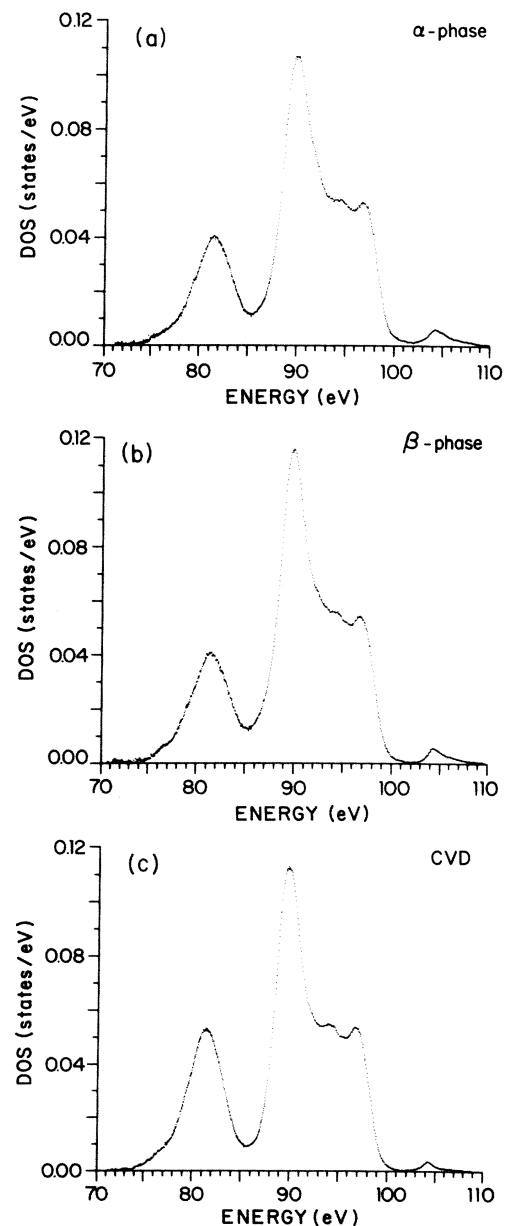 0.12
(a)
α-phase
0.08
0.04
0.00
DOS (states/eV)
70 80 90 100 110
ENERGY (eV)
0.12
(b)
β-phase
0.08
0.04
0.00
DOS (states/eV)
70 80 90 100 110
ENERGY (eV)
0.12
(c)
CVD
0.08
0.04
0.00
DOS (states/eV)
70 80 90 100 110
ENERGY (eV)